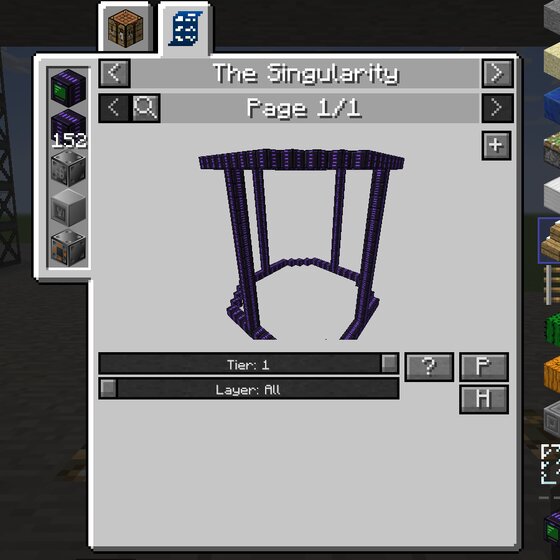 The Singularity
Page 1/1
152
Tier: 1
?
P
Layer: All
H